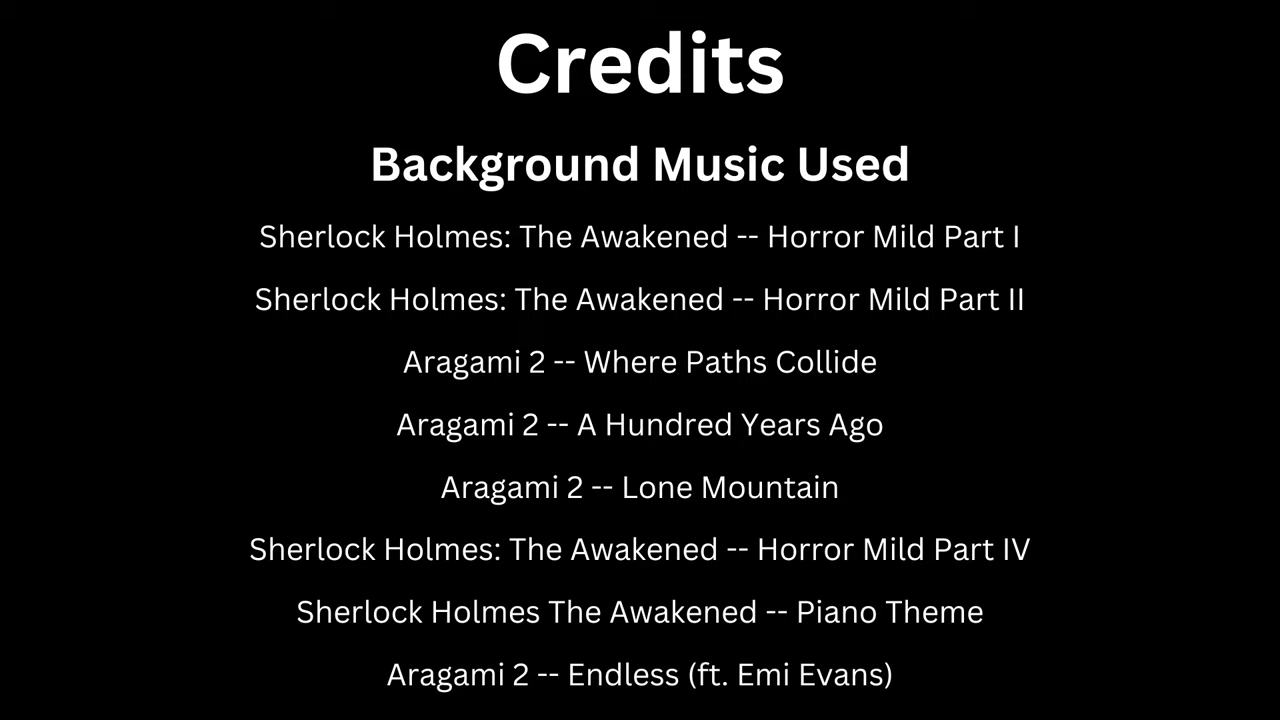 Credits
Background Music Used
Sherlock Holmes: The Awakened -- Horror Mild Part I
Sherlock Holmes: The Awakened -- Horror Mild Part II
Aragami 2 -- Where Paths Collide
Aragami 2 -- A Hundred Years Ago
Aragami 2 -- Lone Mountain
Sherlock Holmes: The Awakened -- Horror Mild Part IV
Sherlock Holmes The Awakened -- Piano Theme
Aragami 2 -- Endless (ft. Emi Evans)